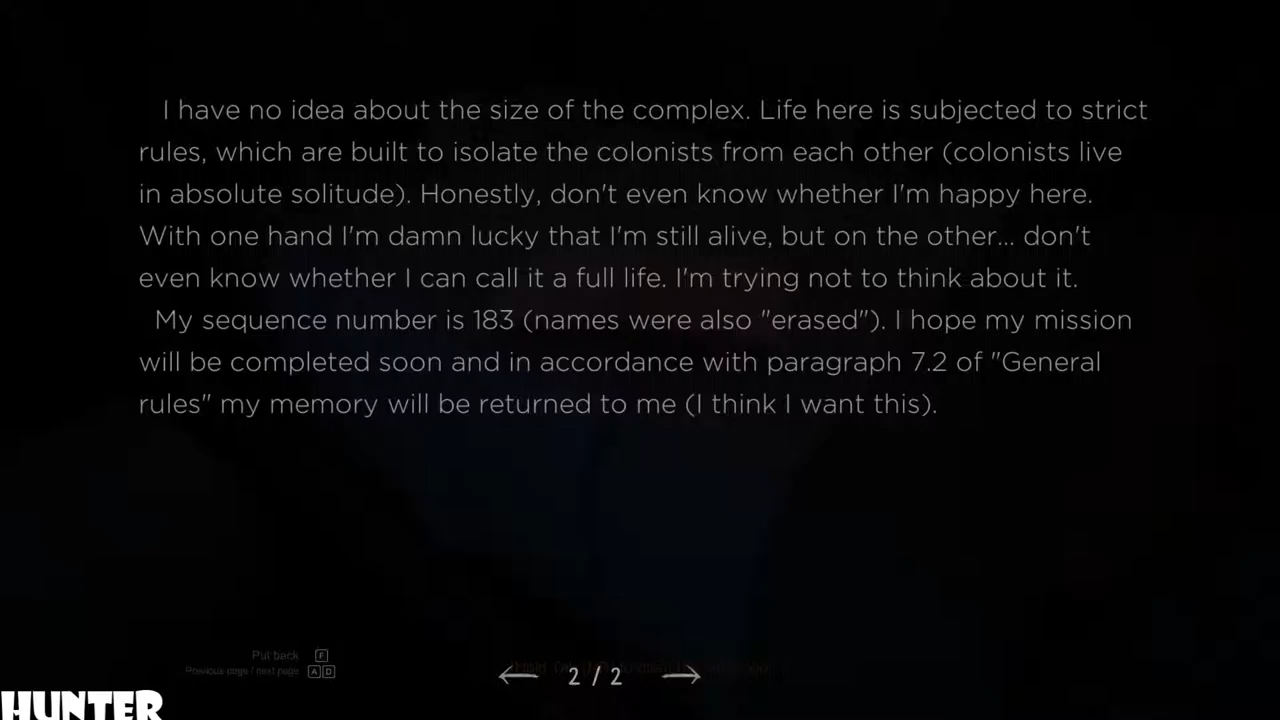 I have no idea about the size of the complex. Life here is subjected to strict
rules, which are built to isolate the colonists from each other (colonists live
in absolute solitude). Honestly, don't even know whether I'm happy here.
With one hand I'm damn lucky that I'm still alive, but on the other... don't
even know whether I can call it a full life. I'm trying not to think about it.
My sequence number is 183 (names were also "erased"). I hope my mission
will be completed soon and in accordance with paragraph 7.2 of "General
rules" my memory will be returned to me (I think I want this).
Put back F
Previous page / next page A D
2 / 2
HUNTER